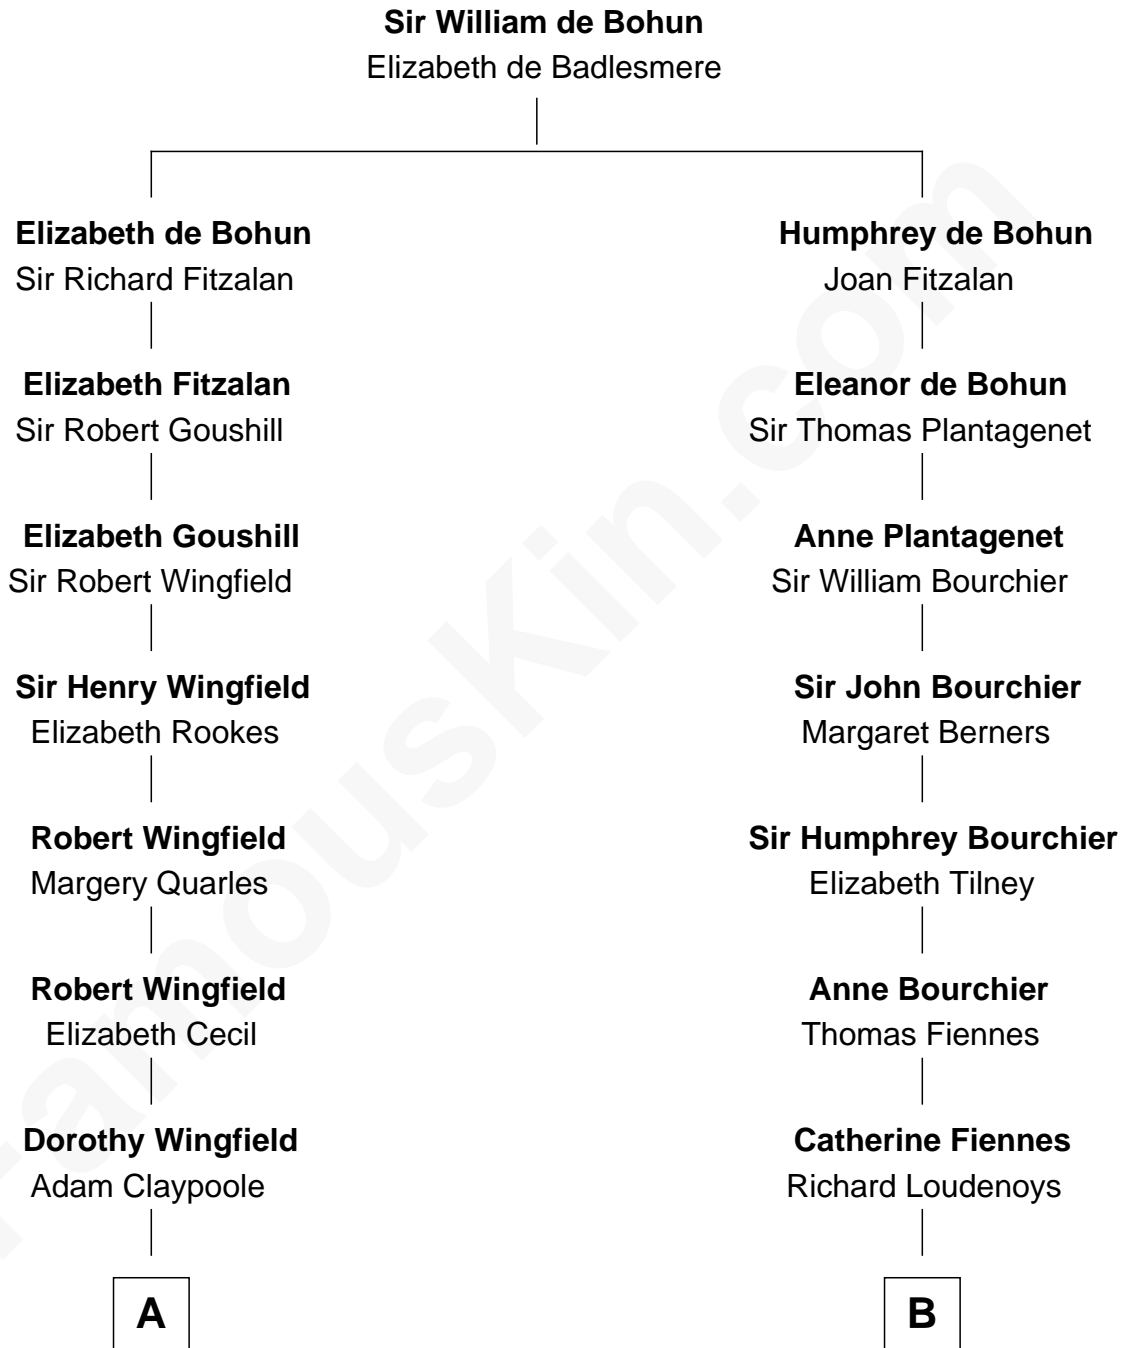 Sir William de Bohun
Elizabeth de Badlesmere
Elizabeth de Bohun
Sir Richard Fitzalan
Humphrey de Bohun
Joan Fitzalan
Elizabeth Fitzalan
Sir Robert Goushill
Eleanor de Bohun
Sir Thomas Plantagenet
Elizabeth Goushill
Sir Robert Wingfield
Anne Plantagenet
Sir William Bourchier
Sir Henry Wingfield
Elizabeth Rookes
Sir John Bourchier
Margaret Berners
Robert Wingfield
Margery Quarles
Sir Humphrey Bourchier
Elizabeth Tilney
Robert Wingfield
Elizabeth Cecil
Anne Bourchier
Thomas Fiennes
Dorothy Wingfield
Adam Claypoole
Catherine Fiennes
Richard Loudenoys
A
B
FamousKin.com